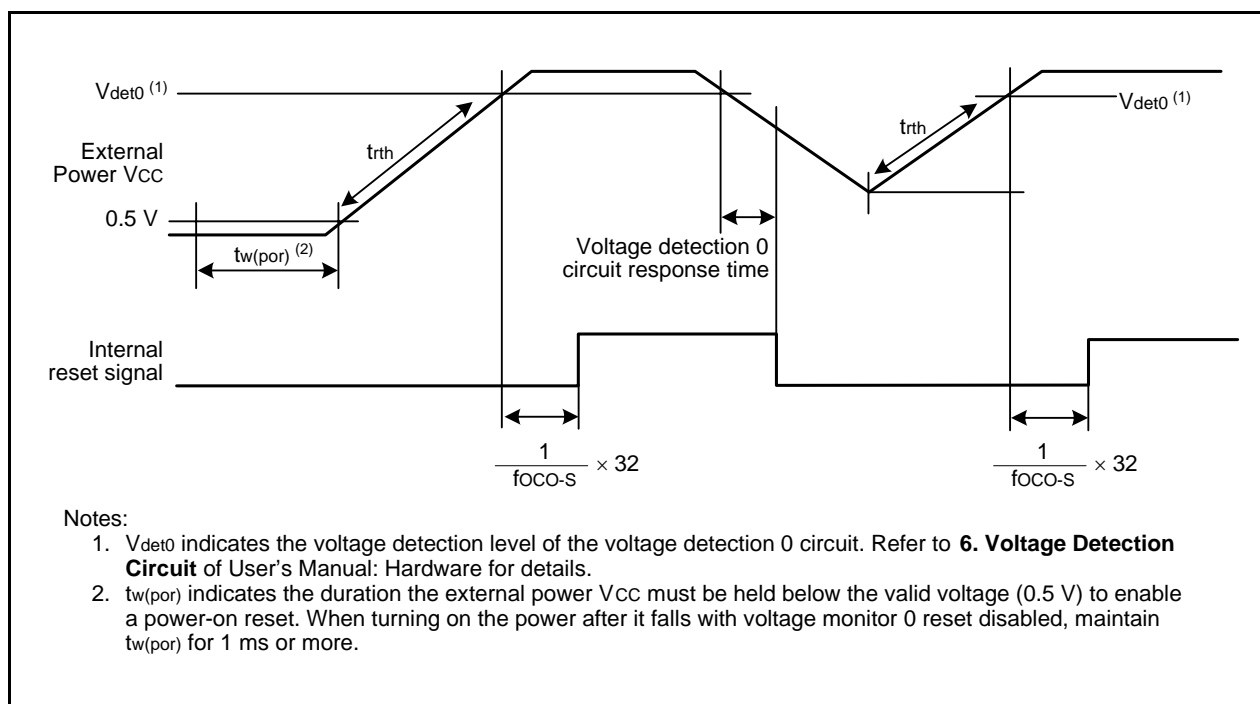 Vdet0 (1)
trth
External
Power VCC
0.5 V
tw(por) (2)
Voltage detection 0
circuit response time
trth
Vdet0 (1)
Internal
reset signal
1
fOCO-S
× 32
1
fOCO-S
× 32
Notes:
1. Vdet0 indicates the voltage detection level of the voltage detection 0 circuit. Refer to 6. Voltage Detection
Circuit of User's Manual: Hardware for details.
2. tw(por) indicates the duration the external power VCC must be held below the valid voltage (0.5 V) to enable
a power-on reset. When turning on the power after it falls with voltage monitor 0 reset disabled, maintain
tw(por) for 1 ms or more.